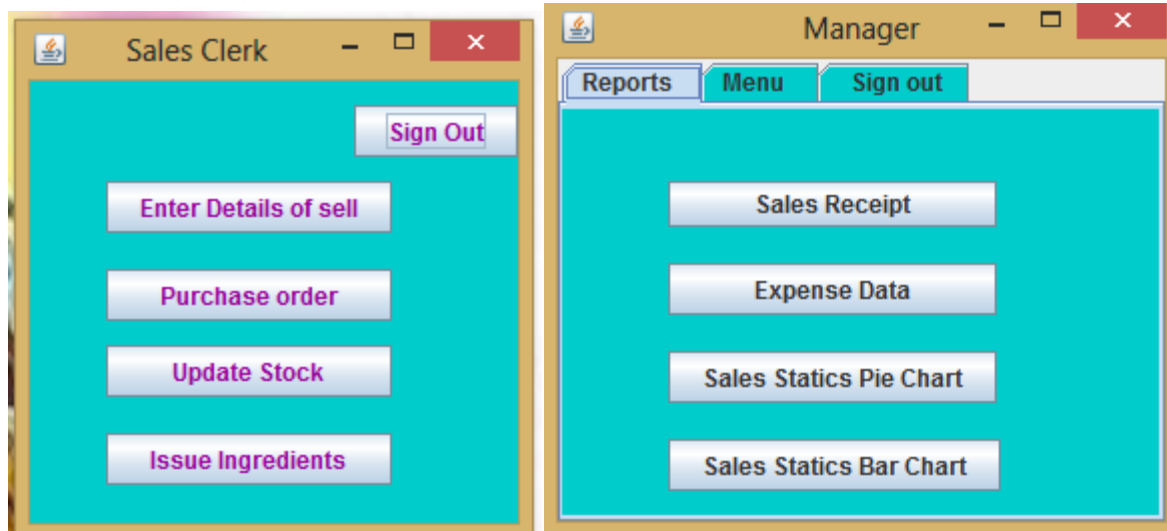 Sales Clerk
Sign Out
Enter Details of sell
Purchase order
Update Stock
Issue Ingredients
Manager
Reports Menu Sign out
Sales Receipt
Expense Data
Sales Statics Pie Chart
Sales Statics Bar Chart